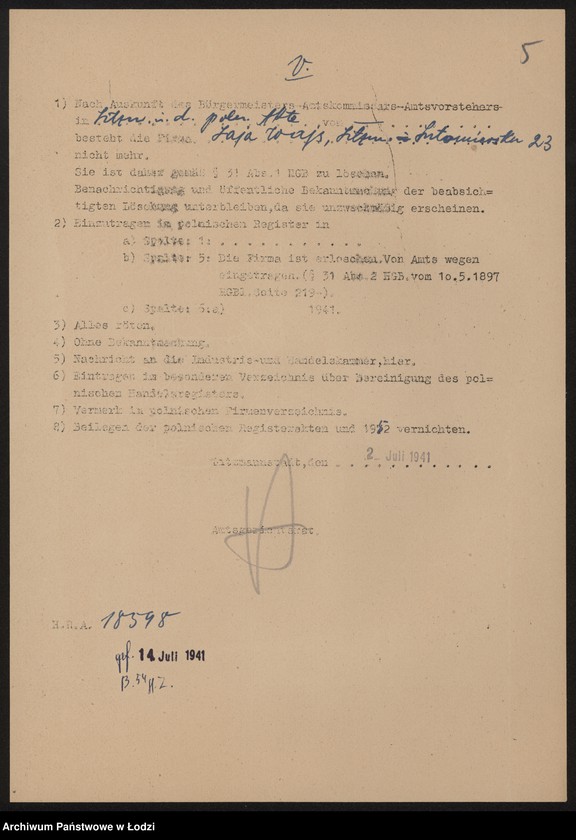 5
V.
1) Nach Auskunft des Bürgermeisters-Amtskommissars-Amtsvorstehers
in Litzm. u. d. poln. Akte von
besteht die Firma Jaja Wajs, Litzm. Lutomierska 23
nicht mehr.
Sie ist daher gemäß § 31 Abs.1 HGB zu löschen.
Benachrichtigung und Öffentliche Bekanntmachung der beabsich=
tigten Löschung unterbleiben,da sie unzweckmäßig erscheinen.
2) Einzutragen im polnischen Register in
a) Spalte: 1: . . . . . . . . . . . .
b) Spalte: 5: Die Firma ist erloschen.Von Amts wegen
eingetragen.(§ 31 Abs.2 HGB.vom 1o.5.1897
RGBl.Seite 219-).
c) Spalte: 6:a) 1941.
3) Alles röten.
4) Ohne Bekanntmachung.
5) Nachricht an die Industrie-und Handelskammer,hier.
6) Eintragen im besonderen Verzeichnis über Bereinigung des pol=
nischen Handelsregisters.
7) Vermerk im polnischen Firmenverzeichnis.
8) Beilegen der polnischen Registerakten und 1952 vernichten.
Litzmannstadt,den . . . . . . . . . . . .
2. Juli 1941
Amtsgerichtsrat.
H.R.A. 18598
gef. 14. Juli 1941
Archiwum Państwowe w Łodzi